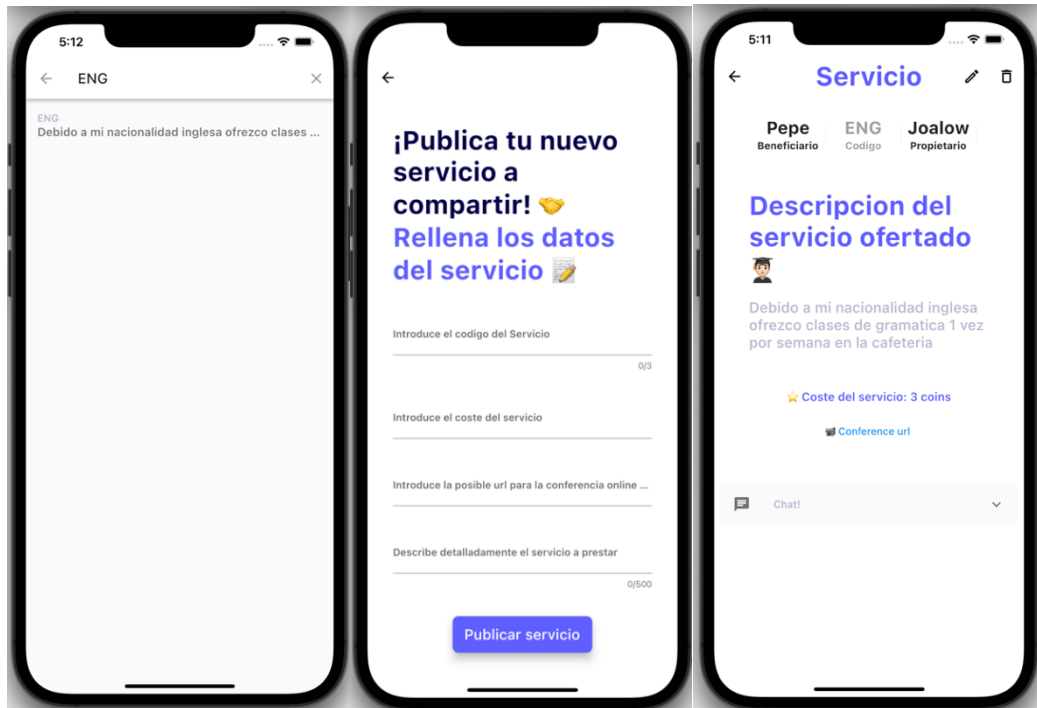 5:12
ENG
ENG
Debido a mi nacionalidad inglesa ofrezco clases ...
¡Publica tu nuevo
servicio a
compartir! 🤝
Rellena los datos
del servicio 📝
Introduce el codigo del Servicio
0/3
Introduce el coste del servicio
Introduce la posible url para la conferencia online ...
Describe detalladamente el servicio a prestar
0/500
Publicar servicio
5:11
Servicio
Pepe ENG Joalow
Beneficiario Codigo Propietario
Descripcion del
servicio ofertado
👨🏻‍🎓
Debido a mi nacionalidad inglesa
ofrezco clases de gramatica 1 vez
por semana en la cafeteria
⭐ Coste del servicio: 3 coins
📹 Conference url
Chat!